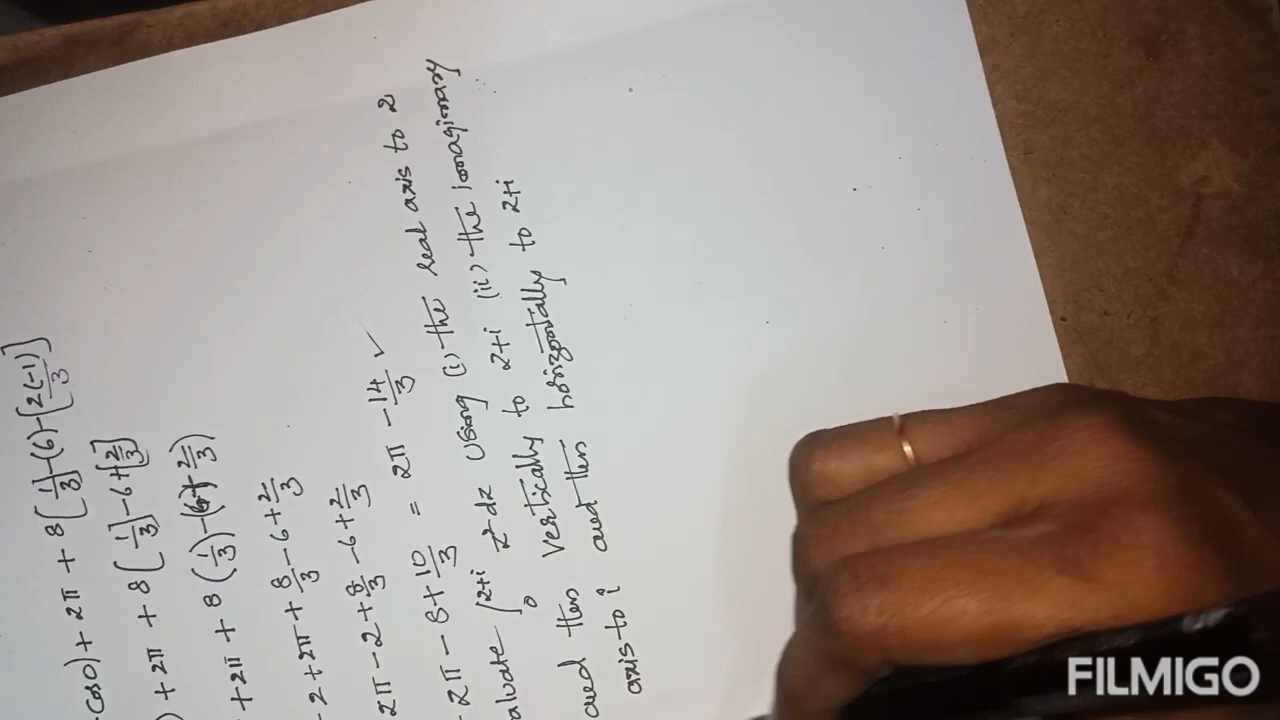 cos0) + 2π + 8[1/3] - (6) - [2(-1)/3]
) + 2π + 8[1/3] - 6 + [2/3]
+ 2π + 8(1/3) - (6) + 2/3)
- 2 + 2π + 8/3 - 6 + 2/3
2π - 2 + 8/3 - 6 + 2/3
2π - 8 + 10/3 = 2π - 14/3 ✓
aluate ∫₀²⁺ⁱ z² dz using (i) the real axis to 2
and then vertically to 2+i (ii) the imaginary
axis to i and then horizontally to 2+i
FILMIGO